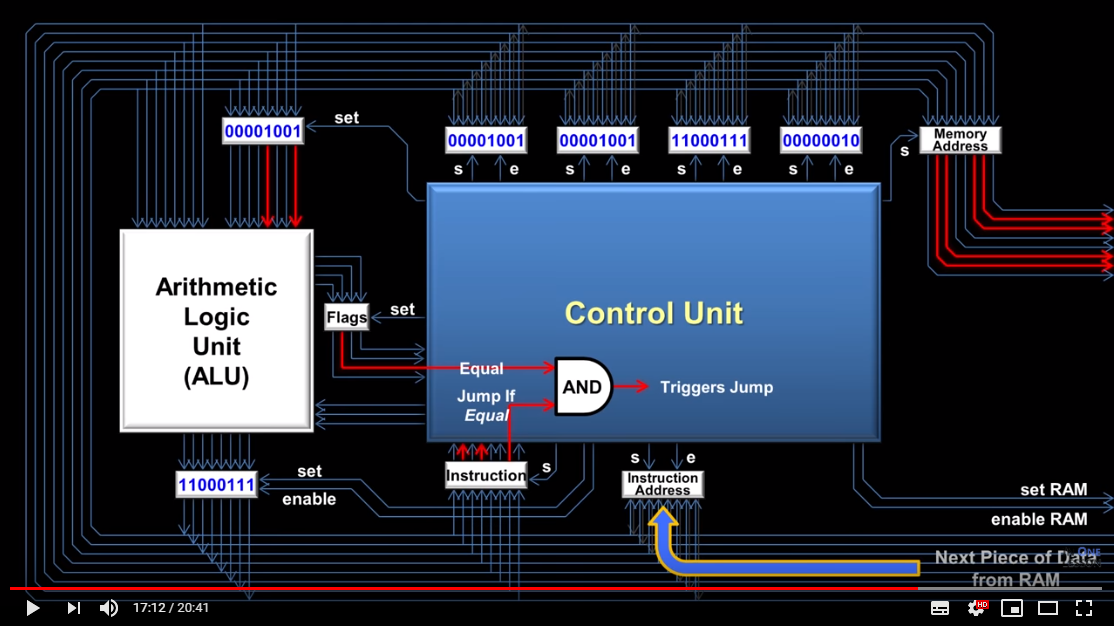 00001001
set
00001001
00001001
11000111
00000010
Memory
Address
s
e
s
e
s
e
s
e
s
Arithmetic
Logic
Unit
(ALU)
Flags
set
Control Unit
Equal
Jump If
Equal
AND
Triggers Jump
11000111
set
enable
Instruction
s
s
e
Instruction
Address
set RAM
enable RAM
Next Piece of Data
from RAM
17:12 / 20:41
HD